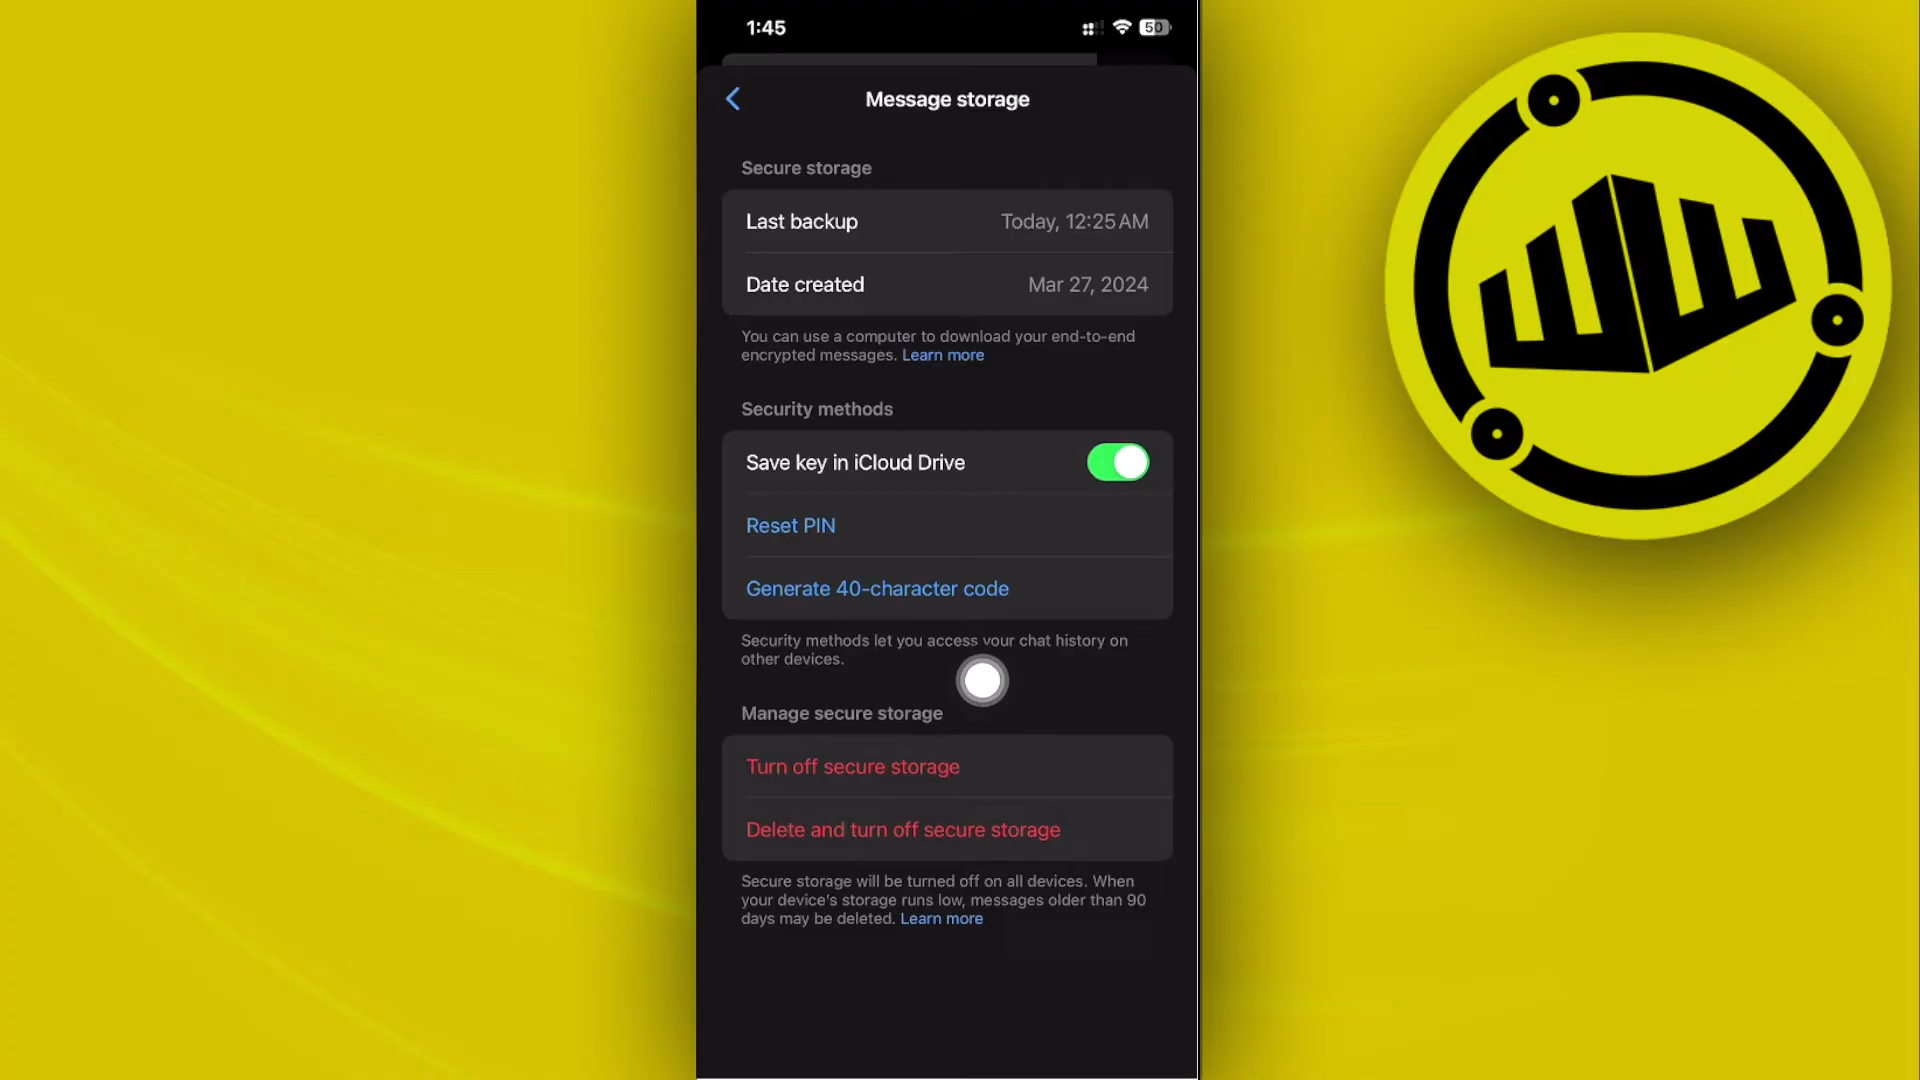 1:45
50
Message storage
Secure storage
Last backup Today, 12:25 AM
Date created Mar 27, 2024
You can use a computer to download your end-to-end
encrypted messages. Learn more
Security methods
Save key in iCloud Drive
Reset PIN
Generate 40-character code
Security methods let you access your chat history on
other devices.
Manage secure storage
Turn off secure storage
Delete and turn off secure storage
Secure storage will be turned off on all devices. When
your device's storage runs low, messages older than 90
days may be deleted. Learn more